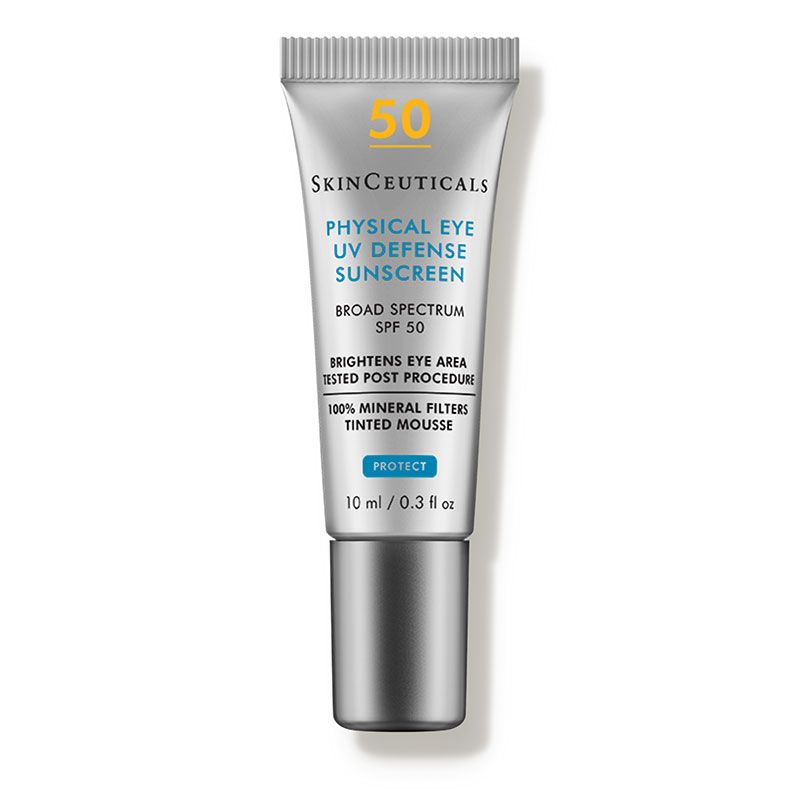 50
SKINCEUTICALS
PHYSICAL EYE
UV DEFENSE
SUNSCREEN
BROAD SPECTRUM
SPF 50
BRIGHTENS EYE AREA
TESTED POST PROCEDURE
100% MINERAL FILTERS
TINTED MOUSSE
PROTECT
10 ml / 0.3 fl oz